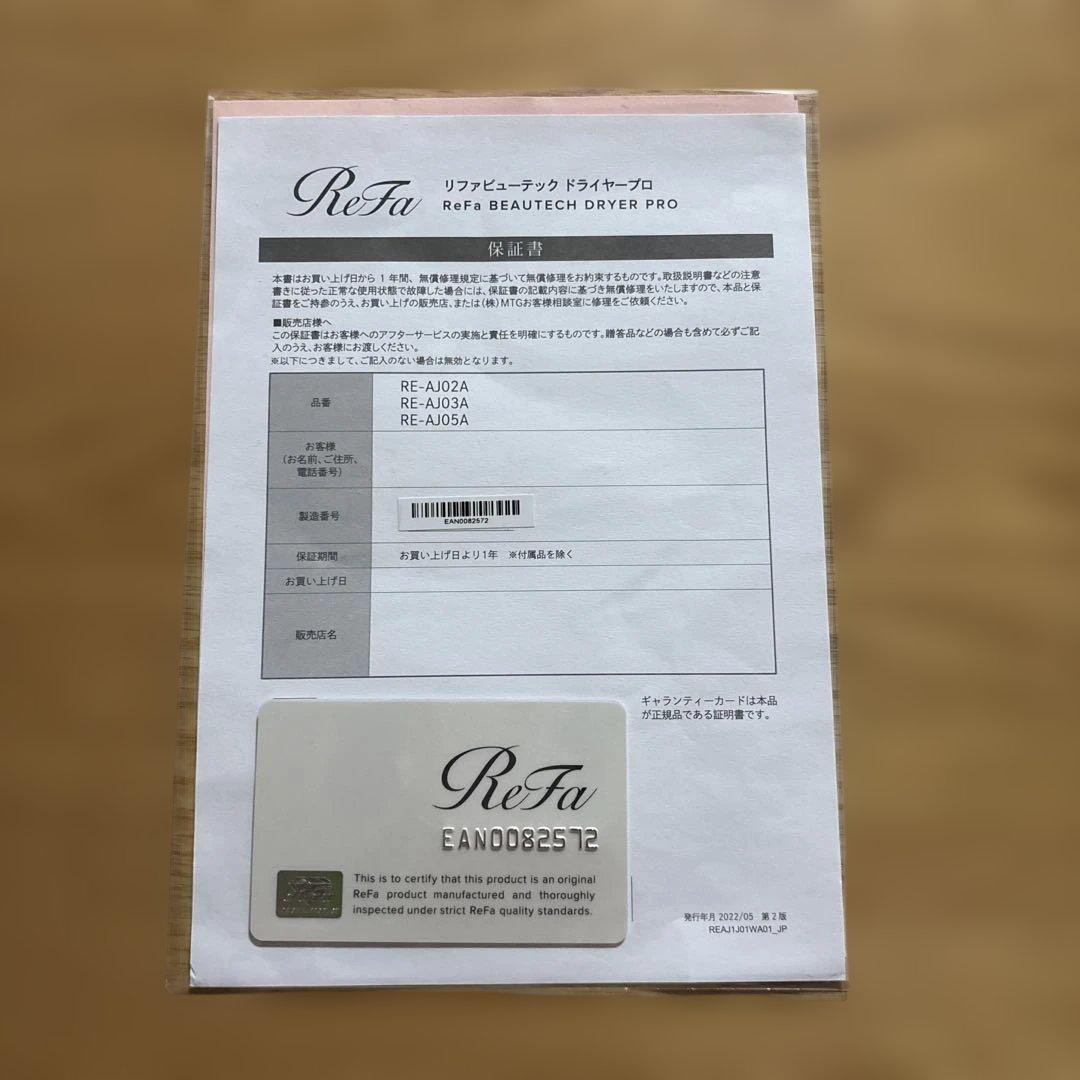 ReFa
リファビューテック ドライヤープロ
ReFa BEAUTECH DRYER PRO
保証書
本書はお買い上げ日から 1 年間、無償修理規定に基づいて無償修理をお約束するものです。取扱説明書などの注意
書きに従った正常な使用状態で故障した場合には、保証書の記載内容に基づき無償修理をいたしますので、本品と保
証書をご持参のうえ、お買い上げの販売店、または(株)MTGお客様相談室に修理をご依頼ください。
■販売店様へ
この保証書はお客様へのアフターサービスの実施と責任を明確にするものです。贈答品などの場合も含めて必ずご記
入のうえ、お客様にお渡しください。
※以下につきまして、ご記入のない場合は無効となります。
品番
RE-AJ02A
RE-AJ03A
RE-AJ05A
お客様
(お名前、ご住所、
電話番号)
製造番号
EAN0082572
保証期間
お買い上げ日より1年 ※付属品を除く
お買い上げ日
販売店名
ギャランティーカードは本品
が正規品である証明書です。
ReFa
EAN0082572
This is to certify that this product is an original
ReFa product manufactured and thoroughly
inspected under strict ReFa quality standards.
発行年月 2022/05 第2版
REAJ1J01WA01_JP